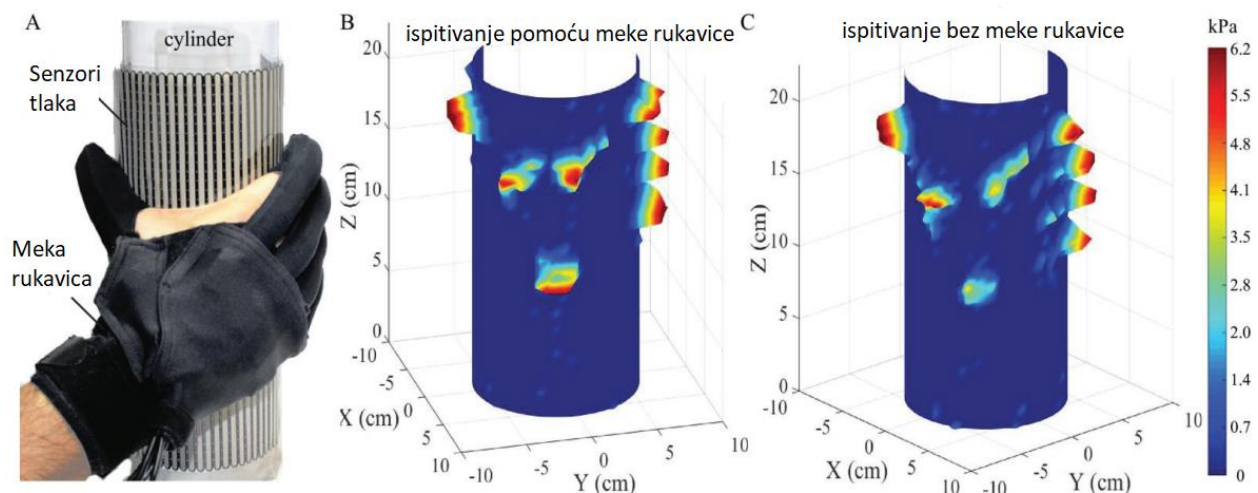 A
cylinder
Senzori
tlaka
Meka
rukavica
B
ispitivanje pomoću meke rukavice
20
15
10
5
0
Z (cm)
-10
-5
0
5
10
X (cm)
-10
-5
0
5
10
Y (cm)
C
ispitivanje bez meke rukavice
20
15
10
5
0
Z (cm)
-10
-5
0
5
10
X (cm)
-10
-5
0
5
10
Y (cm)
kPa
6.2
5.5
4.8
4.1
3.4
2.8
2.0
1.4
0.7
0